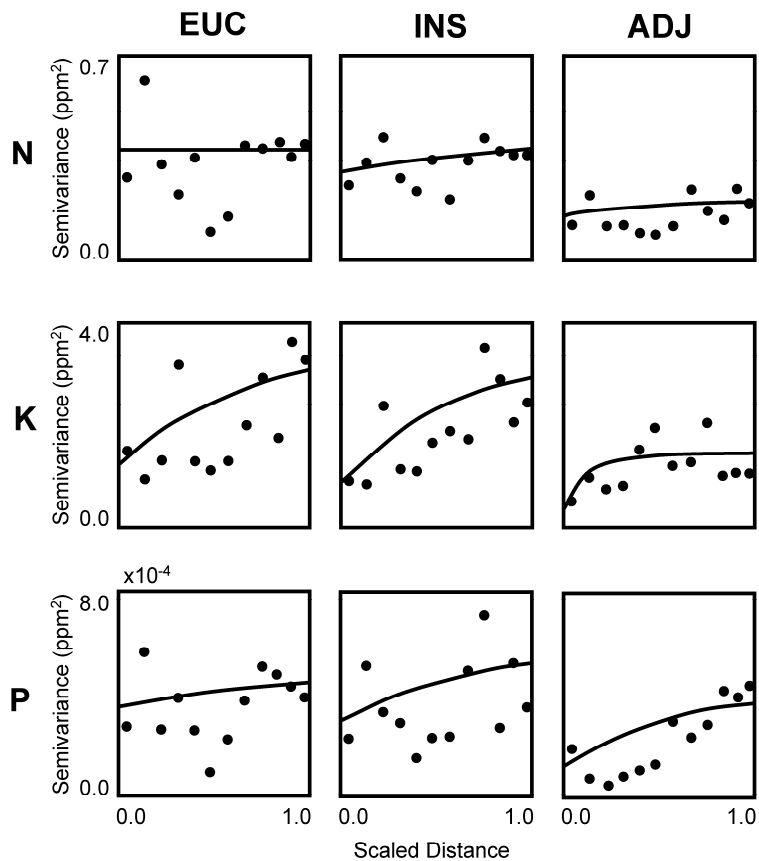 EUC INS ADJ
0.7
N
Semivariance (ppm²)
0.0
4.0
K
Semivariance (ppm²)
0.0
x10⁻⁴
8.0
P
Semivariance (ppm²)
0.0
0.0 1.0 0.0 1.0 0.0 1.0
Scaled Distance